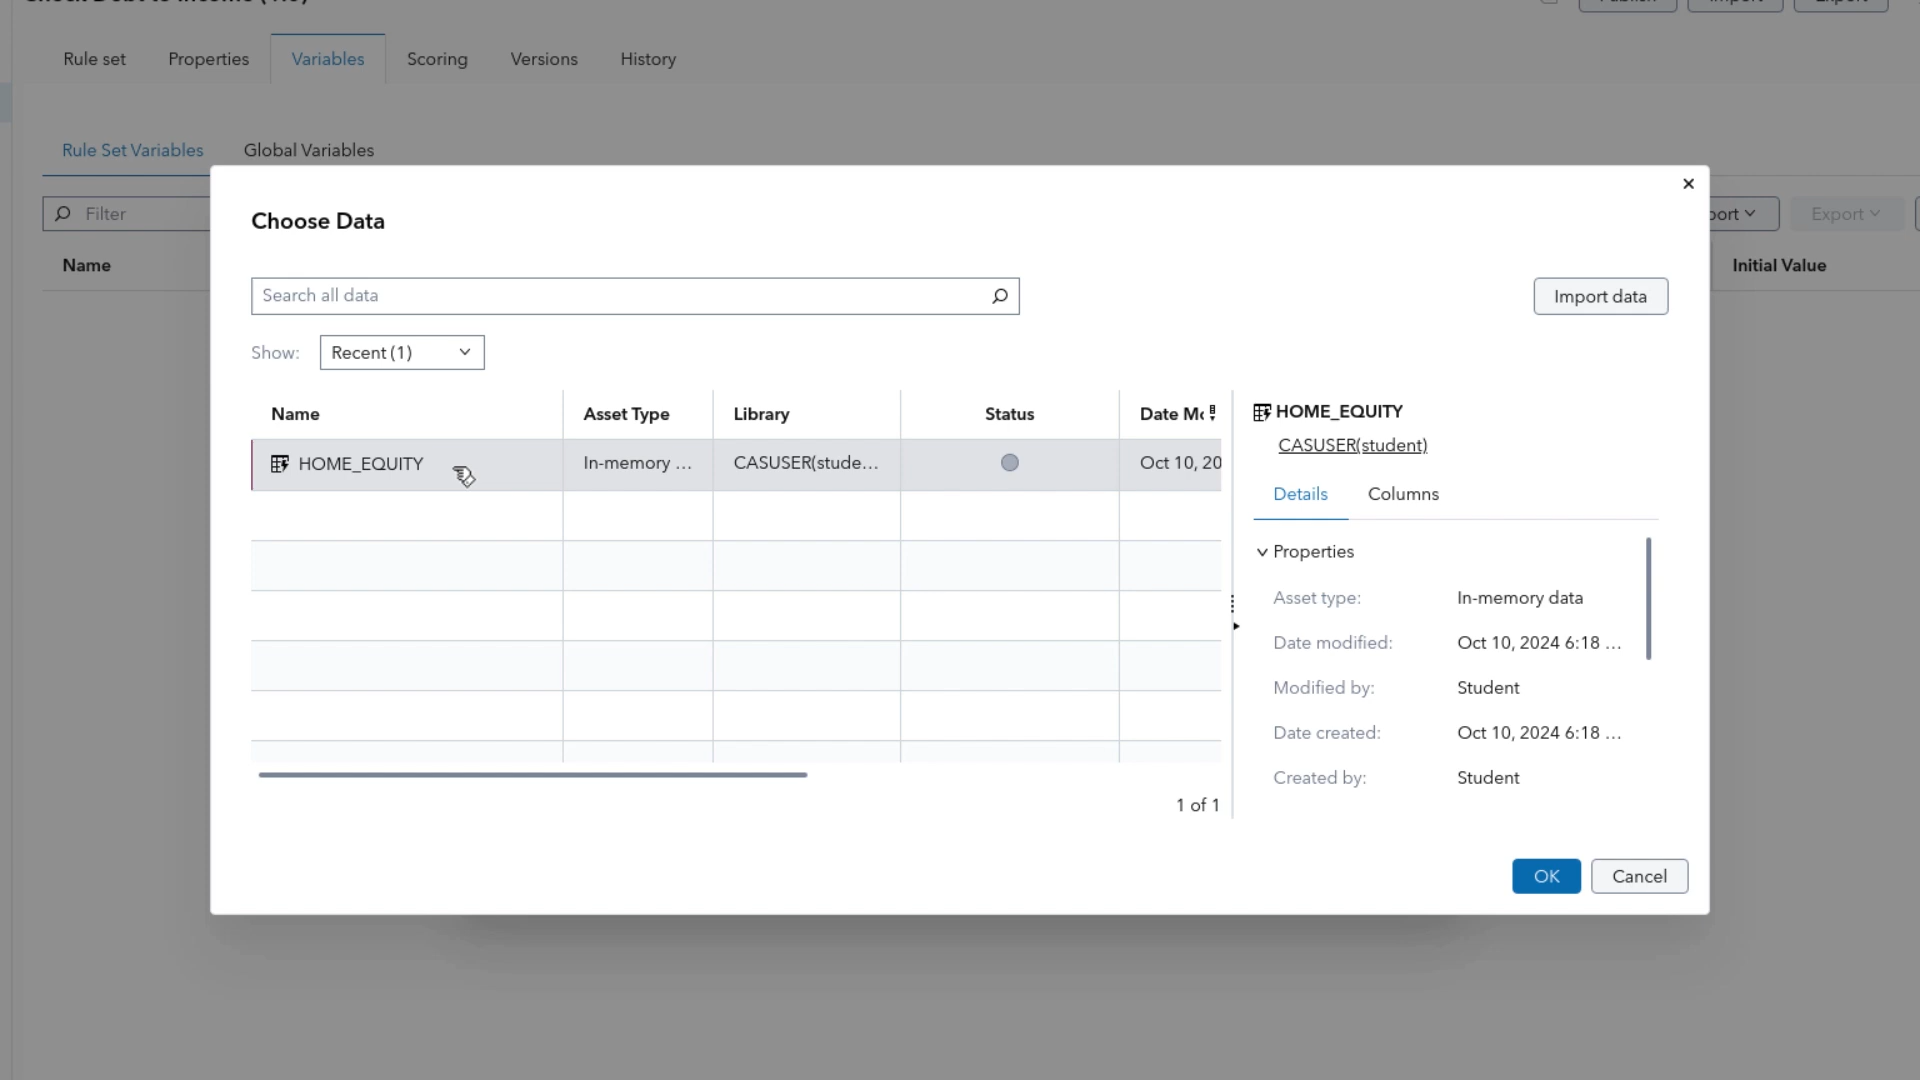 Rule set Properties Variables Scoring Versions History
Rule Set Variables Global Variables
Filter
Export
Name
Initial Value
Choose Data
Search all data
Import data
Show: Recent (1)
Name Asset Type Library Status Date Mo
HOME_EQUITY In-memory ... CASUSER(stude... Oct 10, 20
1 of 1
HOME_EQUITY
CASUSER(student)
Details Columns
Properties
Asset type: In-memory data
Date modified: Oct 10, 2024 6:18 ...
Modified by: Student
Date created: Oct 10, 2024 6:18 ...
Created by: Student
OK Cancel